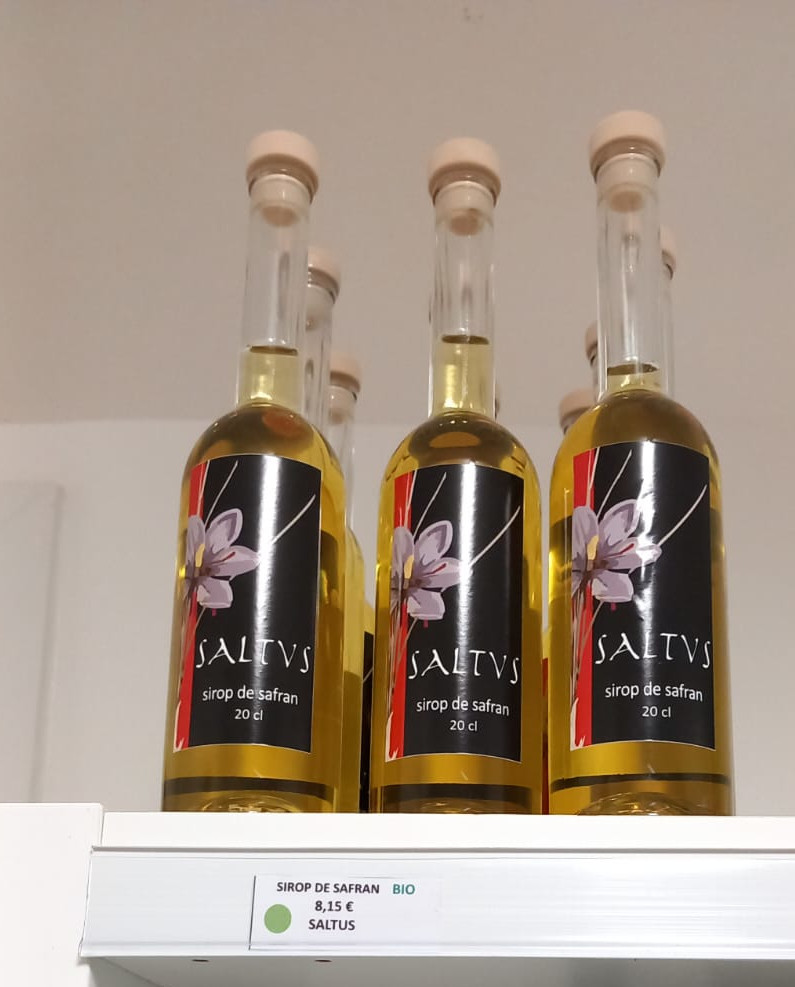 SALTVS
sirop de safran
20 cl
SALTVS
sirop de safran
20 cl
SALTVS
sirop de safran
20 cl
SIROP DE SAFRAN BIO
8,15 €
SALTUS